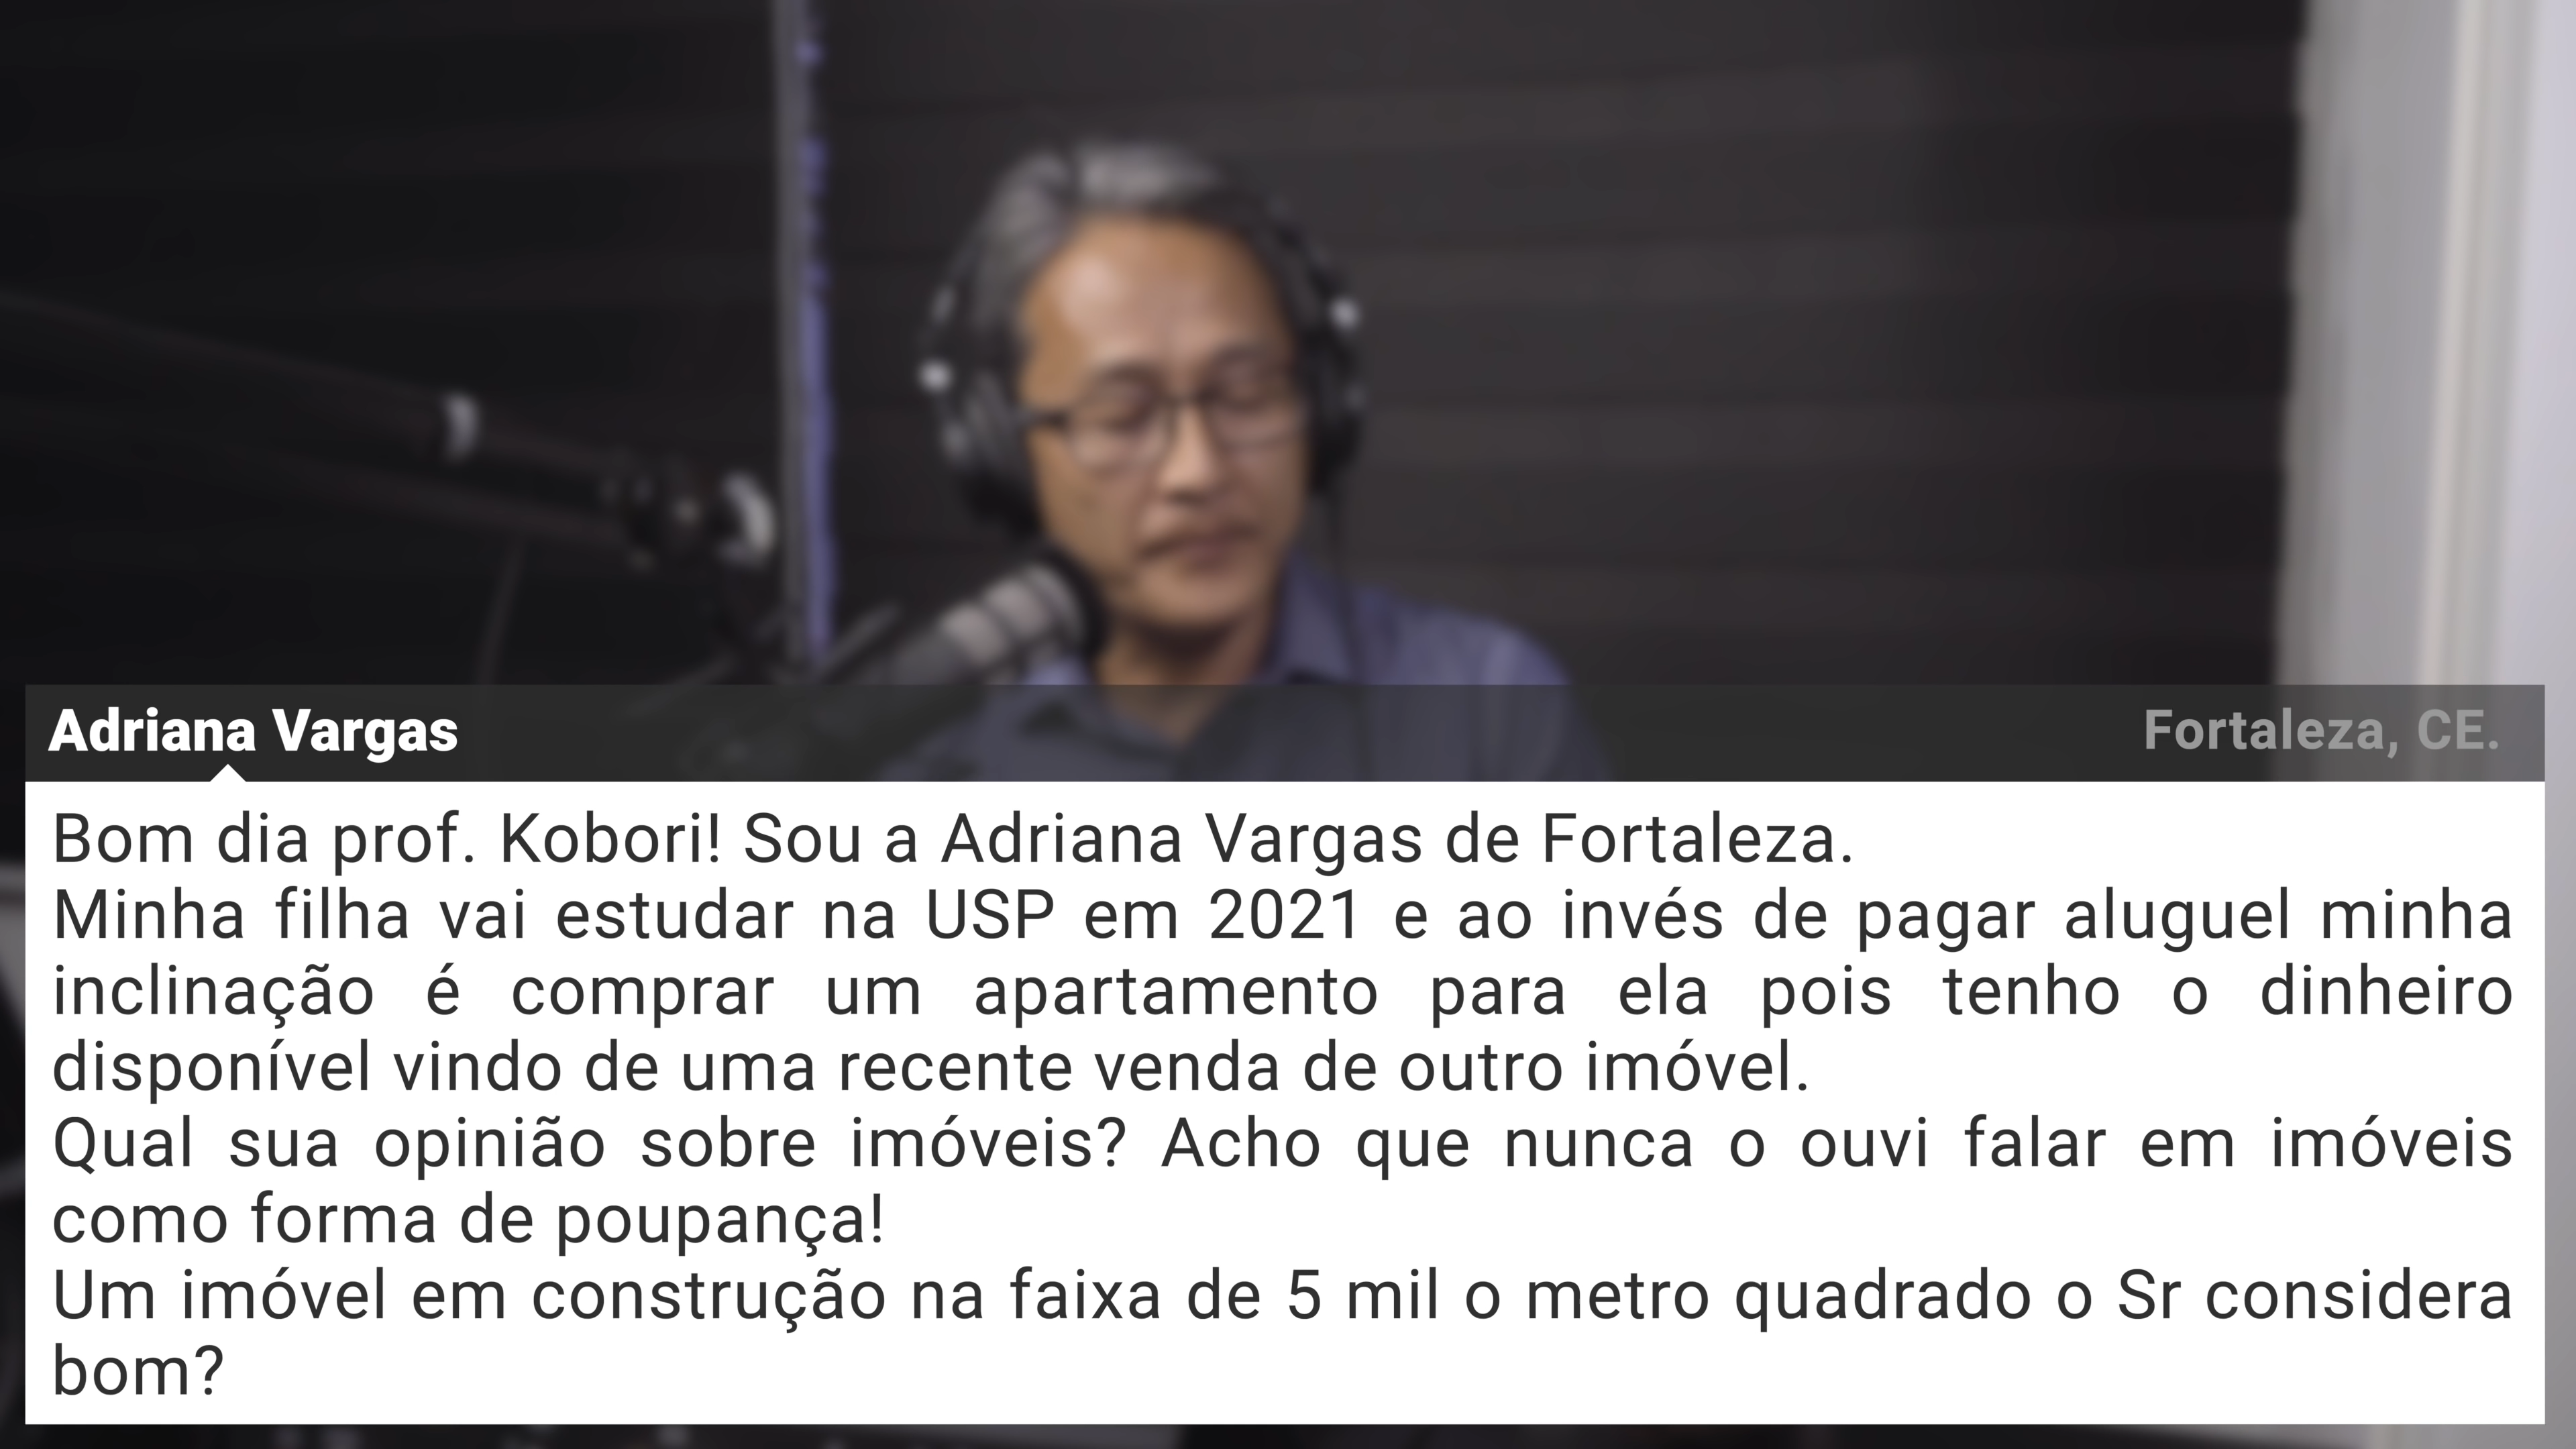 Adriana Vargas
Fortaleza, CE.
Bom dia prof. Kobori! Sou a Adriana Vargas de Fortaleza.
Minha filha vai estudar na USP em 2021 e ao invés de pagar aluguel minha
inclinação é comprar um apartamento para ela pois tenho o dinheiro
disponível vindo de uma recente venda de outro imóvel.
Qual sua opinião sobre imóveis? Acho que nunca o ouvi falar em imóveis
como forma de poupança!
Um imóvel em construção na faixa de 5 mil o metro quadrado o Sr considera
bom?